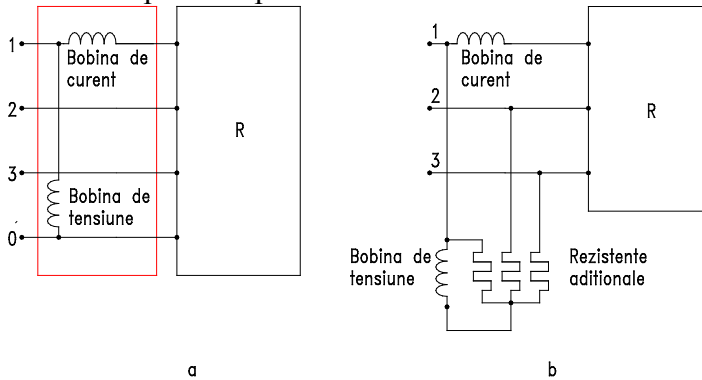 1
Bobina de
curent
2
R
3
Bobina de
tensiune
0
a
1
Bobina de
curent
2
R
3
Bobina de
tensiune
Rezistente
aditionale
b